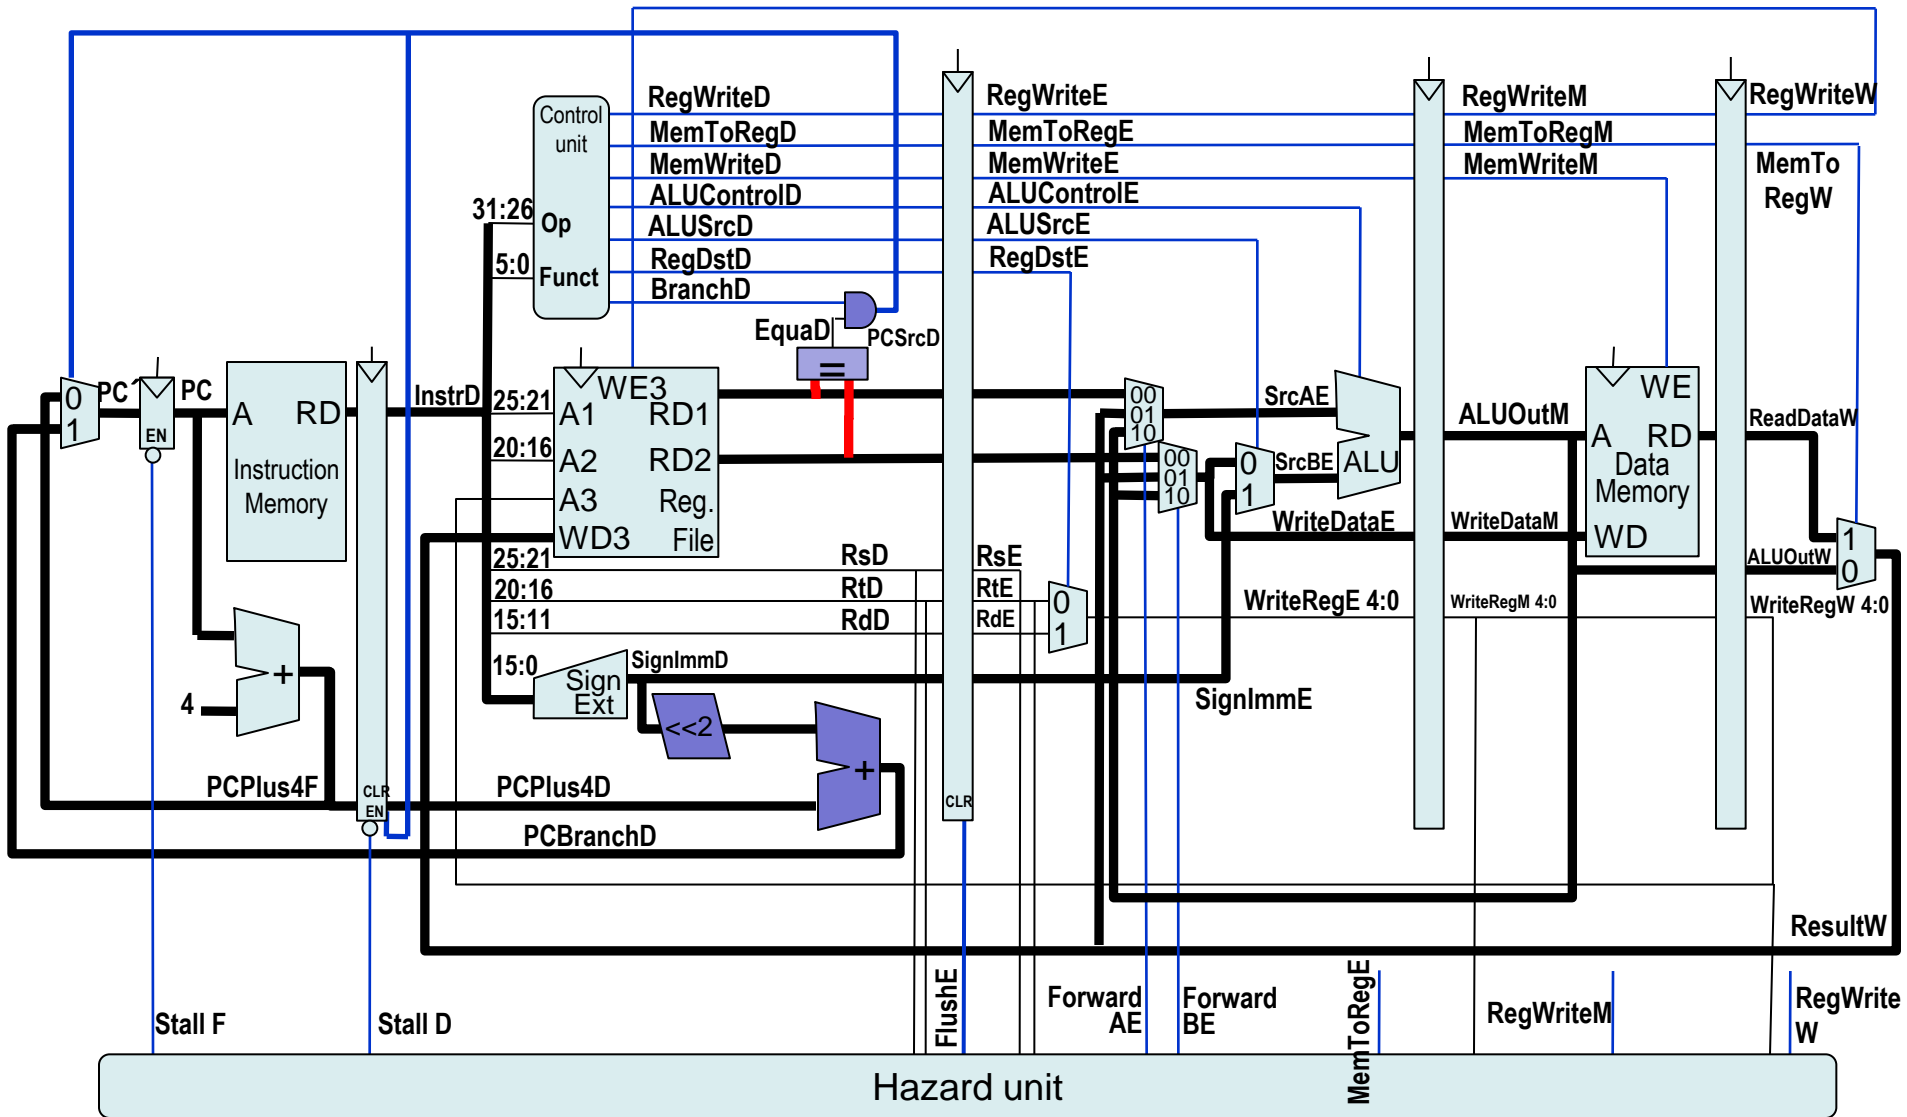 RegWriteD
RegWriteE
RegWriteM
RegWriteW
Control
unit
MemToRegD
MemToRegE
MemToRegM
MemWriteD
MemWriteE
MemWriteM
MemTo
RegW
ALUControlD
ALUControlE
31:26
Op
ALUSrcD
ALUSrcE
5:0
Funct
RegDstD
RegDstE
BranchD
EquaD
PCSrcD
=
0
1
PC´
EN
PC
A
RD
Instruction
Memory
InstrD
25:21
20:16
WE3
A1
RD1
A2
RD2
A3
Reg.
WD3
File
00
01
10
00
01
10
SrcAE
0
1
SrcBE
ALU
ALUOutM
WE
A
RD
Data
Memory
WD
ReadDataW
WriteDataE
WriteDataM
1
0
ALUOutW
25:21
RsD
RsE
20:16
RtD
RtE
15:11
RdD
RdE
0
1
WriteRegE 4:0
WriteRegM 4:0
WriteRegW 4:0
15:0
Sign
Ext
SignImmD
SignImmE
+
4
<<2
+
PCPlus4F
CLR
EN
PCPlus4D
CLR
PCBranchD
ResultW
Stall F
Stall D
FlushE
Forward
AE
Forward
BE
MemToRegE
RegWriteM
RegWrite
W
Hazard unit